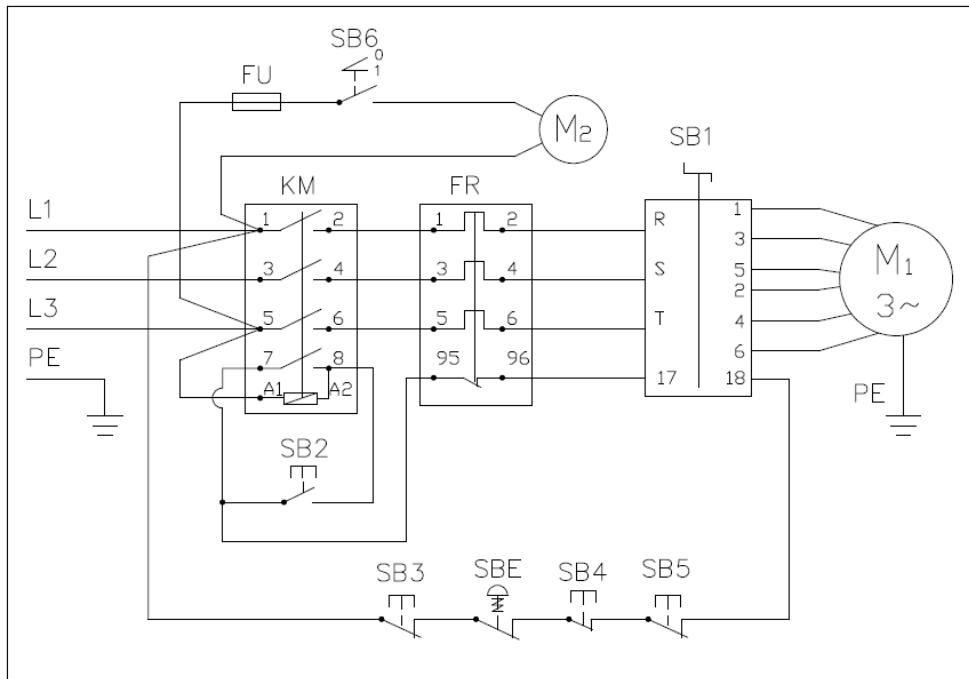 SB6
0
1
FU
M2
SB1
KM
FR
L1
1 2
1 2
R
1
3
L2
3 4
3 4
S
5
2
M1
3~
L3
5 6
5 6
T
4
PE
7 8
95 96
6
A1 A2
17 18
PE
SB2
SB3
SBE
SB4
SB5